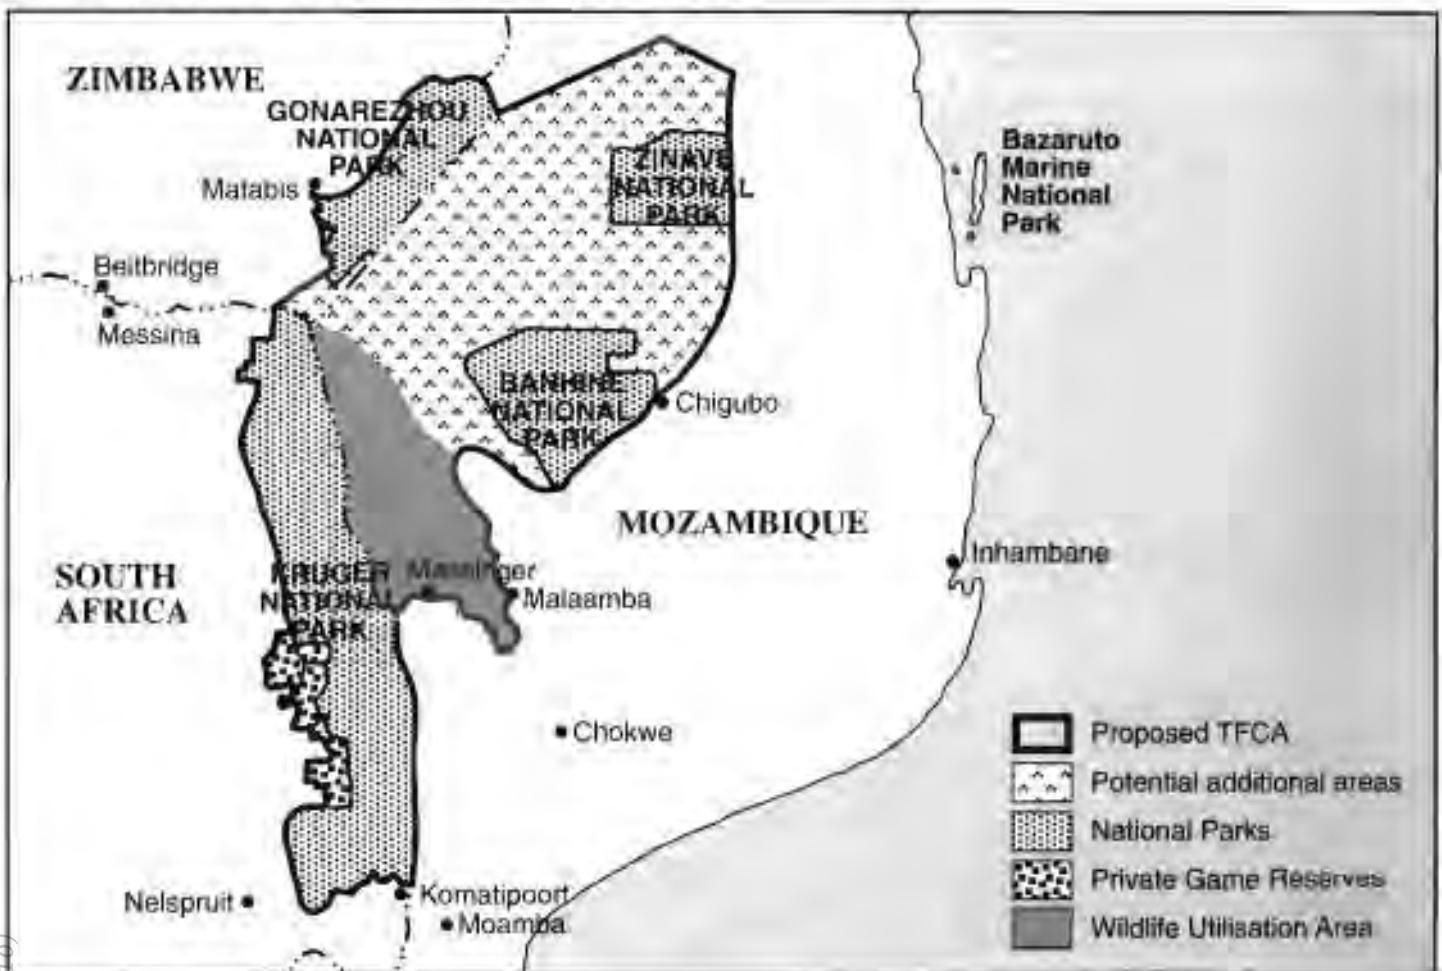 ZIMBABWE
GONAREZHOU
NATIONAL
PARK
Matabis
ZINAVE
NATIONAL
PARK
Bazaruto
Marine
National
Park
Beitbridge
Messina
BANHINE
NATIONAL
PARK
Chigubo
MOZAMBIQUE
Inhambane
SOUTH
AFRICA
KRUGER
NATIONAL
PARK
Massinger
Malaamba
Chokwe
Nelspruit
Komatipoort
Moamba
Proposed TFCA
Potential additional areas
National Parks
Private Game Reserves
Wildlife Utilisation Area